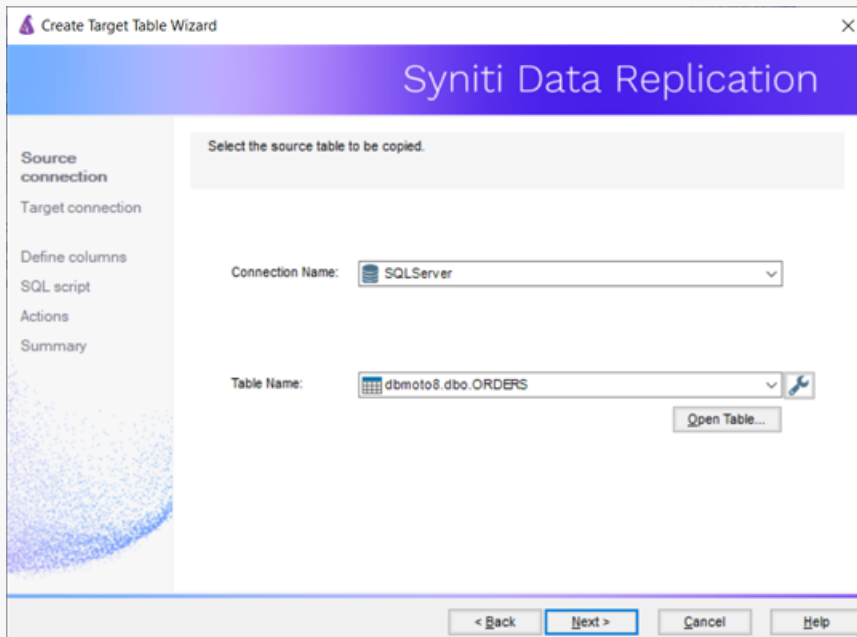 Create Target Table Wizard
Syniti Data Replication
Source
connection
Target connection
Define columns
SQL script
Actions
Summary
Select the source table to be copied.
Connection Name:
SQLServer
Table Name:
dbmoto8.dbo.ORDERS
Open Table...
< Back
Next >
Cancel
Help